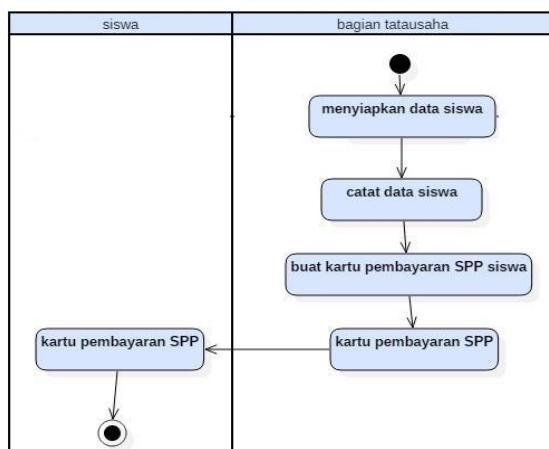 siswa
bagian tatausaha
menyiapkan data siswa
catat data siswa
buat kartu pembayaran SPP siswa
kartu pembayaran SPP
kartu pembayaran SPP